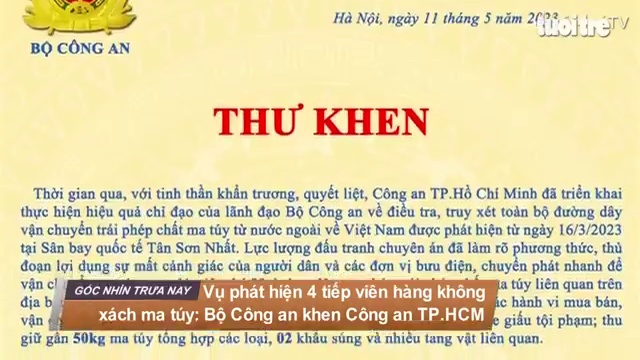 Hà Nội, ngày 11 tháng 5 năm 2023
tuổi trẻ TV
BỘ CÔNG AN
THƯ KHEN
Thời gian qua, với tinh thần khẩn trương, quyết liệt, Công an TP.Hồ Chí Minh đã triển khai
thực hiện hiệu quả chỉ đạo của lãnh đạo Bộ Công an về điều tra, truy xét toàn bộ đường dây
vận chuyển trái phép chất ma túy từ nước ngoài về Việt Nam được phát hiện từ ngày 16/3/2023
tại Sân bay quốc tế Tân Sơn Nhất. Lực lượng đấu tranh chuyên án đã làm rõ phương thức, thủ
đoạn lợi dụng sự mất cảnh giác của người dân và các đơn vị bưu điện, chuyển phát nhanh để
vận ch
a túy liên quan trên
địa b
ác hành vi mua bán,
vận
e giấu tội phạm; thu
giữ gần 50kg ma túy tổng hợp các loại, 02 khẩu súng và nhiều tang vật liên quan.
GÓC NHÌN TRƯA NAY
Vụ phát hiện 4 tiếp viên hàng không
xách ma túy: Bộ Công an khen Công an TP.HCM